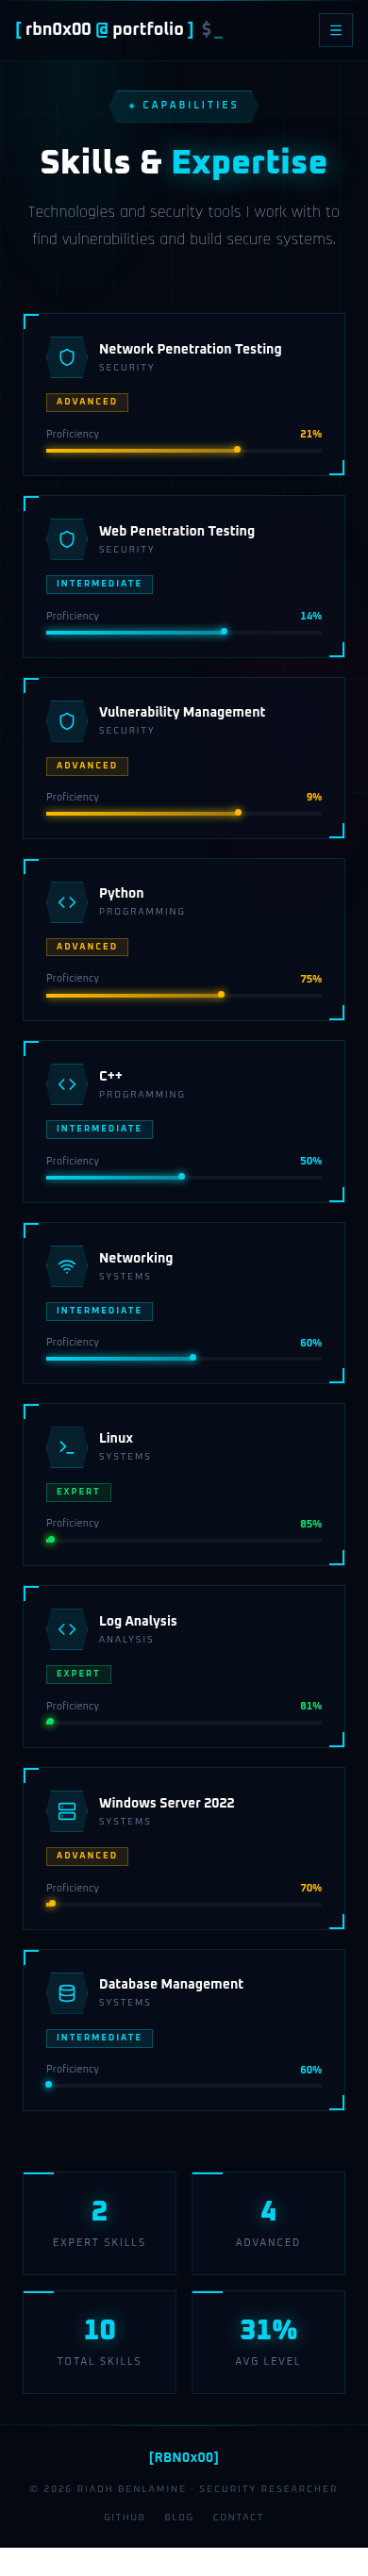 [ rbn0x00 @ portfolio ] $_
◈ CAPABILITIES
Skills & Expertise
Technologies and security tools I work with to
find vulnerabilities and build secure systems.
Network Penetration Testing
SECURITY
ADVANCED
Proficiency 21%
Web Penetration Testing
SECURITY
INTERMEDIATE
Proficiency 14%
Vulnerability Management
SECURITY
ADVANCED
Proficiency 9%
Python
PROGRAMMING
ADVANCED
Proficiency 75%
C++
PROGRAMMING
INTERMEDIATE
Proficiency 50%
Networking
SYSTEMS
INTERMEDIATE
Proficiency 60%
Linux
SYSTEMS
EXPERT
Proficiency 85%
Log Analysis
ANALYSIS
EXPERT
Proficiency 81%
Windows Server 2022
SYSTEMS
ADVANCED
Proficiency 70%
Database Management
SYSTEMS
INTERMEDIATE
Proficiency 60%
2
EXPERT SKILLS
4
ADVANCED
10
TOTAL SKILLS
31%
AVG LEVEL
[RBN0x00]
© 2026 RIADH BENLAMINE · SECURITY RESEARCHER
GITHUB BLOG CONTACT